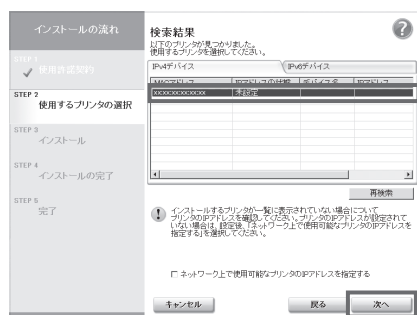 インストールの流れ
STEP 1
使用許諾契約
STEP 2
使用するプリンタの選択
STEP 3
インストール
STEP 4
インストールの完了
STEP 5
完了
検索結果
以下のプリンタが見つかりました。
使用するプリンタを選択してください。
IPv4デバイス IPv6デバイス
MACアドレス IPアドレスの状態 デバイス名 IPアドレス
xx:xx:xx:xx:xx:xx 未設定
再検索
インストールするプリンタが一覧に表示されていない場合について
プリンタのIPアドレスを確認してください。プリンタのIPアドレスが設定されて
いない場合は、設定後、「ネットワーク上で使用可能なプリンタのIPアドレスを
指定する」を選択してください。
ネットワーク上で使用可能なプリンタのIPアドレスを指定する
キャンセル 戻る 次へ